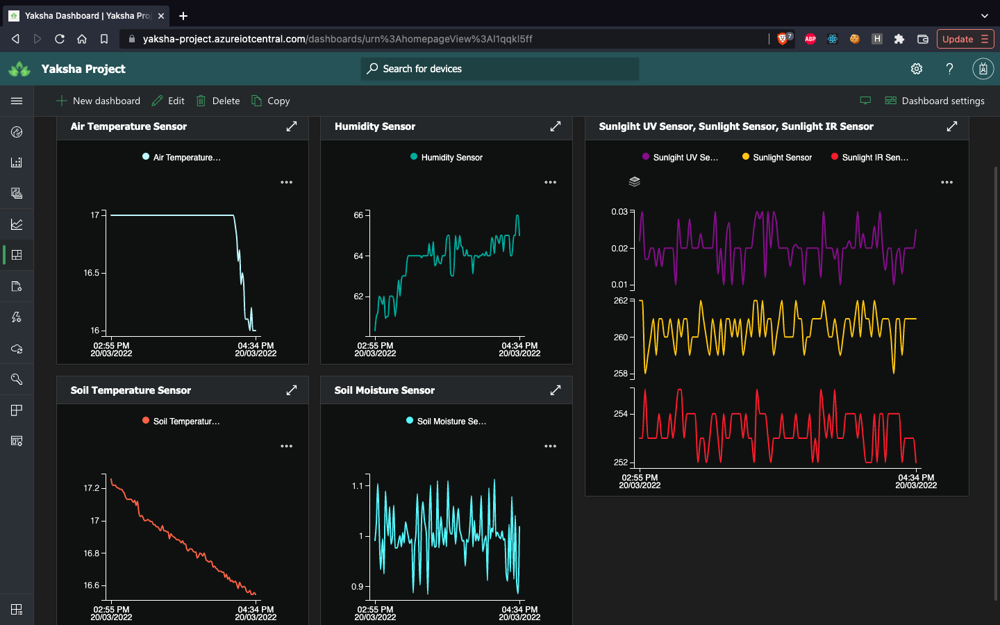 Yaksha Dashboard | Yaksha Proj
yaksha-project.azureiotcentral.com/dashboards/urn%3AhomepageView%3Al1qqkl5ff
7
ABP
H
Update
Yaksha Project
Search for devices
?
New dashboard
Edit
Delete
Copy
Dashboard settings
Air Temperature Sensor
Air Temperature...
17
16.5
16
02:55 PM
20/03/2022
04:34 PM
20/03/2022
Humidity Sensor
Humidity Sensor
66
64
62
02:55 PM
20/03/2022
04:34 PM
20/03/2022
Sunlgiht UV Sensor, Sunlight Sensor, Sunlight IR Sensor
Sunlgiht UV Se...
Sunlight Sensor
Sunlight IR Sen...
0.03
0.02
0.01
262
260
258
254
252
02:55 PM
20/03/2022
04:34 PM
20/03/2022
Soil Temperature Sensor
Soil Temperatur...
17.2
17
16.8
16.6
02:55 PM
20/03/2022
04:34 PM
20/03/2022
Soil Moisture Sensor
Soil Moisture Se...
1.1
1
0.9
02:55 PM
20/03/2022
04:34 PM
20/03/2022